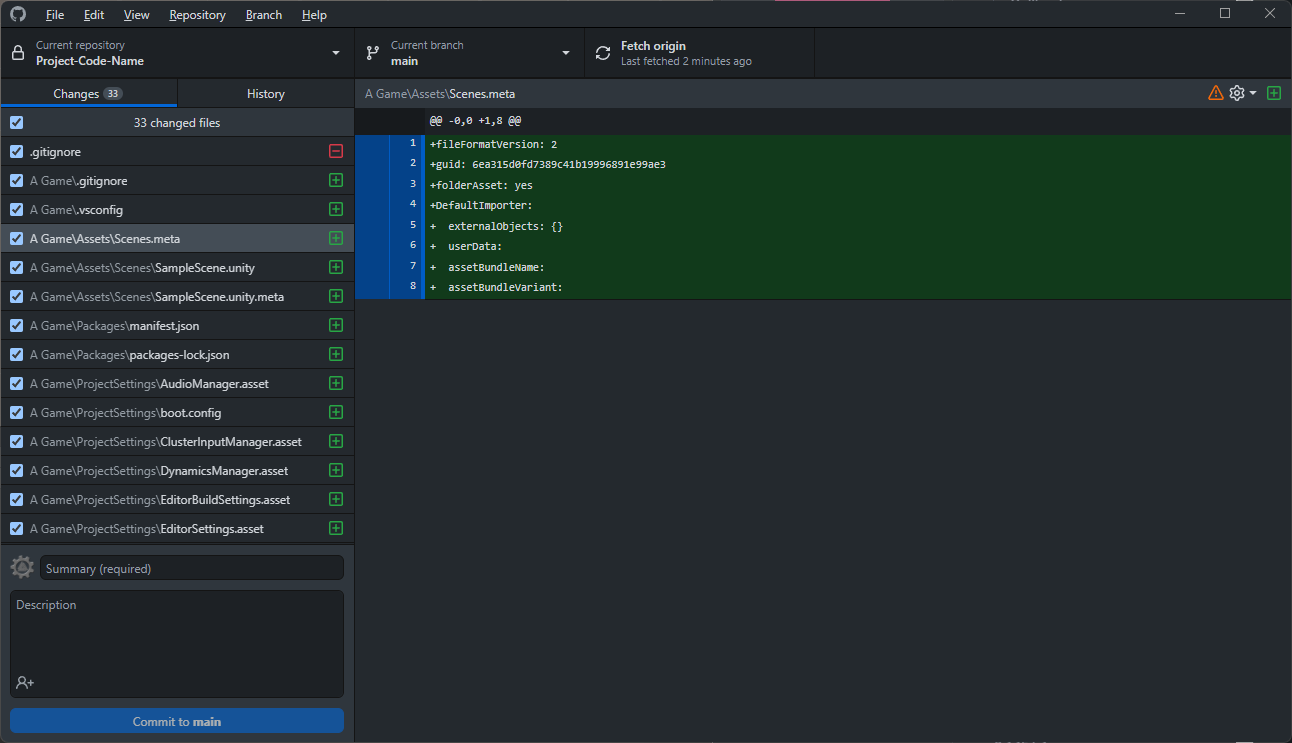 File Edit View Repository Branch Help
Current repository
Project-Code-Name
Current branch
main
Fetch origin
Last fetched 2 minutes ago
Changes 33
History
33 changed files
.gitignore
A Game\.gitignore
A Game\.vsconfig
A Game\Assets\Scenes.meta
A Game\Assets\Scenes\SampleScene.unity
A Game\Assets\Scenes\SampleScene.unity.meta
A Game\Packages\manifest.json
A Game\Packages\packages-lock.json
A Game\ProjectSettings\AudioManager.asset
A Game\ProjectSettings\boot.config
A Game\ProjectSettings\ClusterInputManager.asset
A Game\ProjectSettings\DynamicsManager.asset
A Game\ProjectSettings\EditorBuildSettings.asset
A Game\ProjectSettings\EditorSettings.asset
Summary (required)
Description
Commit to main
A Game\Assets\Scenes.meta
@@ -0,0 +1,8 @@
1 +fileFormatVersion: 2
2 +guid: 6ea315d0fd7389c41b19996891e99ae3
3 +folderAsset: yes
4 +DefaultImporter:
5 +  externalObjects: {}
6 +  userData:
7 +  assetBundleName:
8 +  assetBundleVariant: